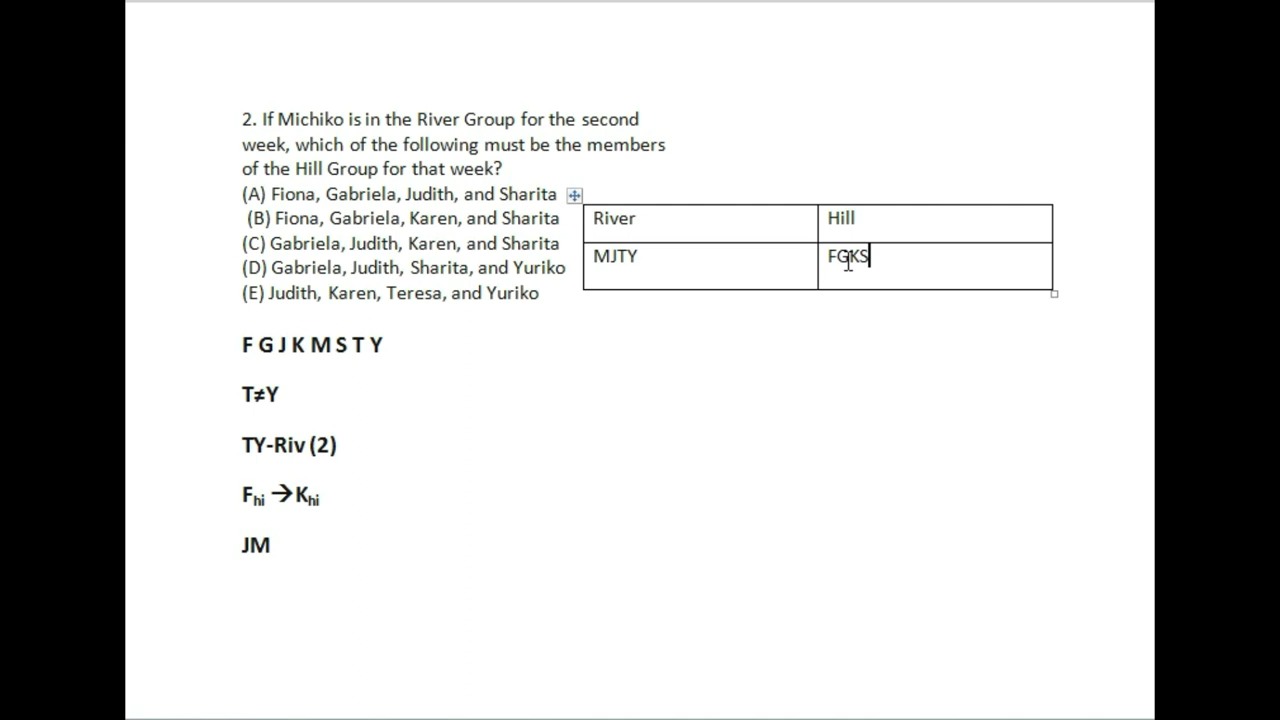 2. If Michiko is in the River Group for the second
week, which of the following must be the members
of the Hill Group for that week?
(A) Fiona, Gabriela, Judith, and Sharita
(B) Fiona, Gabriela, Karen, and Sharita
(C) Gabriela, Judith, Karen, and Sharita
(D) Gabriela, Judith, Sharita, and Yuriko
(E) Judith, Karen, Teresa, and Yuriko
River Hill
MJTY FGKS
F G J K M S T Y
T≠Y
TY-Riv (2)
Fhi →Khi
JM